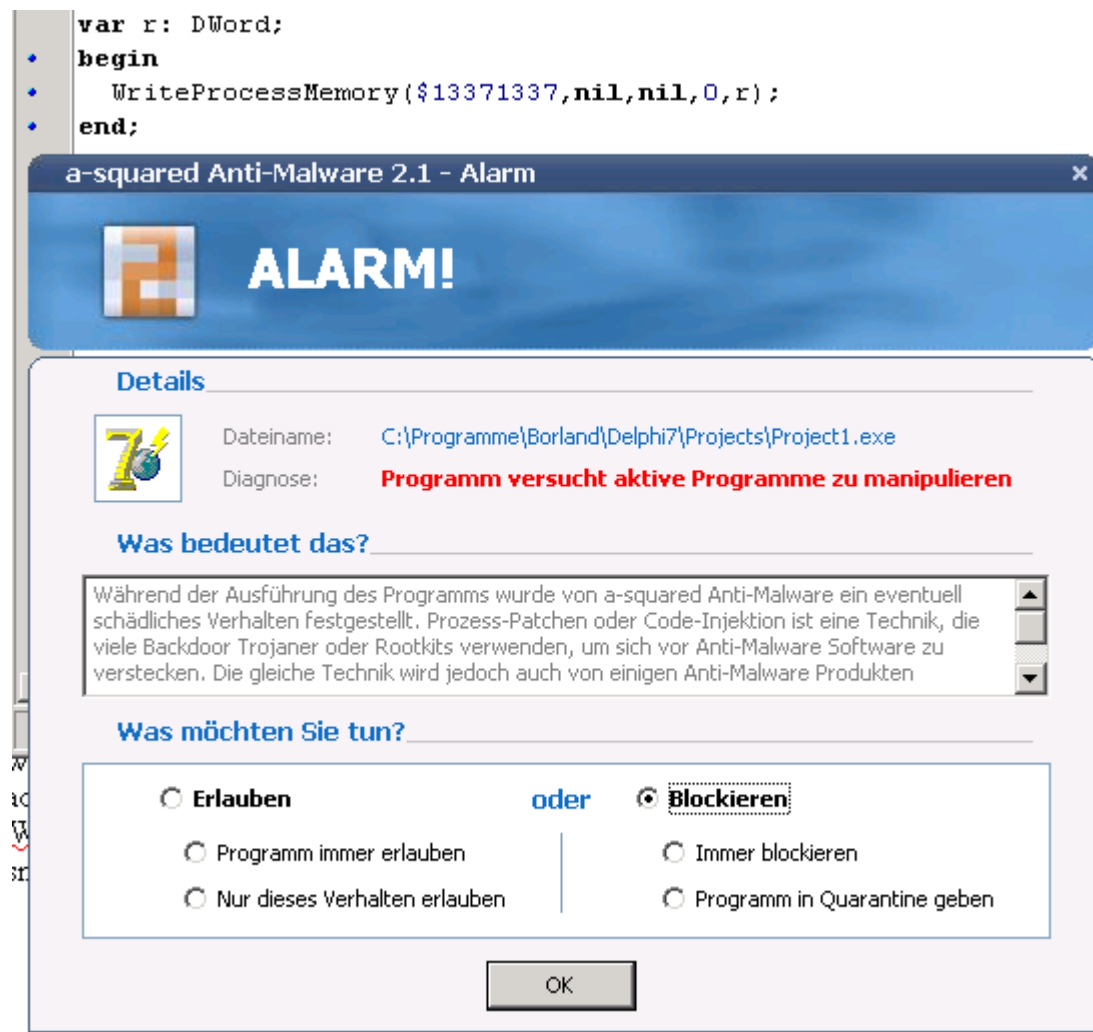 var r: DWord;
begin
WriteProcessMemory($13371337,nil,nil,0,r);
end;
a-squared Anti-Malware 2.1 - Alarm
ALARM!
Details
Dateiname: C:\Programme\Borland\Delphi7\Projects\Project1.exe
Diagnose: Programm versucht aktive Programme zu manipulieren
Was bedeutet das?
Während der Ausführung des Programms wurde von a-squared Anti-Malware ein eventuell
schädliches Verhalten festgestellt. Prozess-Patchen oder Code-Injektion ist eine Technik, die
viele Backdoor Trojaner oder Rootkits verwenden, um sich vor Anti-Malware Software zu
verstecken. Die gleiche Technik wird jedoch auch von einigen Anti-Malware Produkten
Was möchten Sie tun?
Erlauben oder Blockieren
Programm immer erlauben Immer blockieren
Nur dieses Verhalten erlauben Programm in Quarantine geben
OK